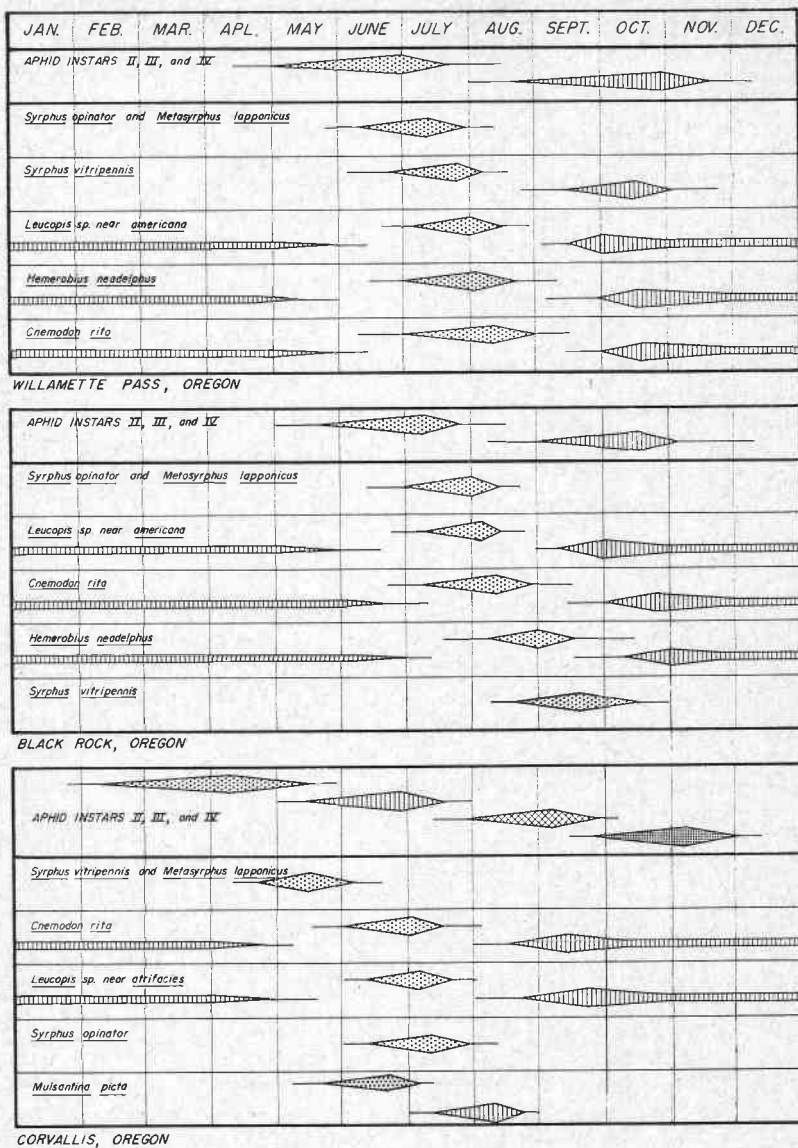 JAN. FEB. MAR. APL. MAY JUNE JULY AUG. SEPT. OCT. NOV. DEC.
APHID INSTARS II, III, and IV
Syrphus opinator and Metasyrphus lapponicus
Syrphus vitripennis
Leucopis sp. near americana
Hemerobius neadelphus
Cnemodon rita
WILLAMETTE PASS, OREGON
APHID INSTARS II, III, and IV
Syrphus opinator and Metasyrphus lapponicus
Leucopis sp. near americana
Cnemodon rita
Hemerobius neadelphus
Syrphus vitripennis
BLACK ROCK, OREGON
APHID INSTARS II, III, and IV
Syrphus vitripennis and Metasyrphus lapponicus
Cnemodon rita
Leucopis sp. near atrifacies
Syrphus opinator
Mulsantina picta
CORVALLIS, OREGON